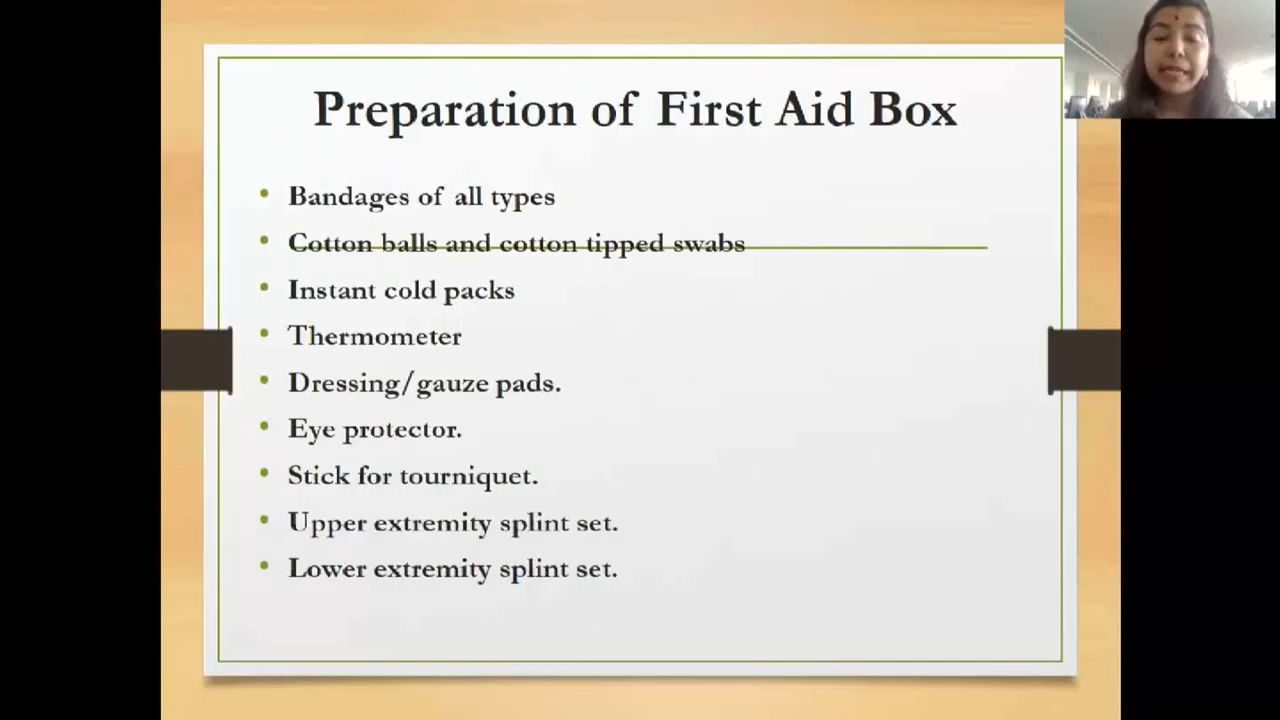 Preparation of First Aid Box
• Bandages of all types
• Cotton balls and cotton tipped swabs
• Instant cold packs
• Thermometer
• Dressing/gauze pads.
• Eye protector.
• Stick for tourniquet.
• Upper extremity splint set.
• Lower extremity splint set.